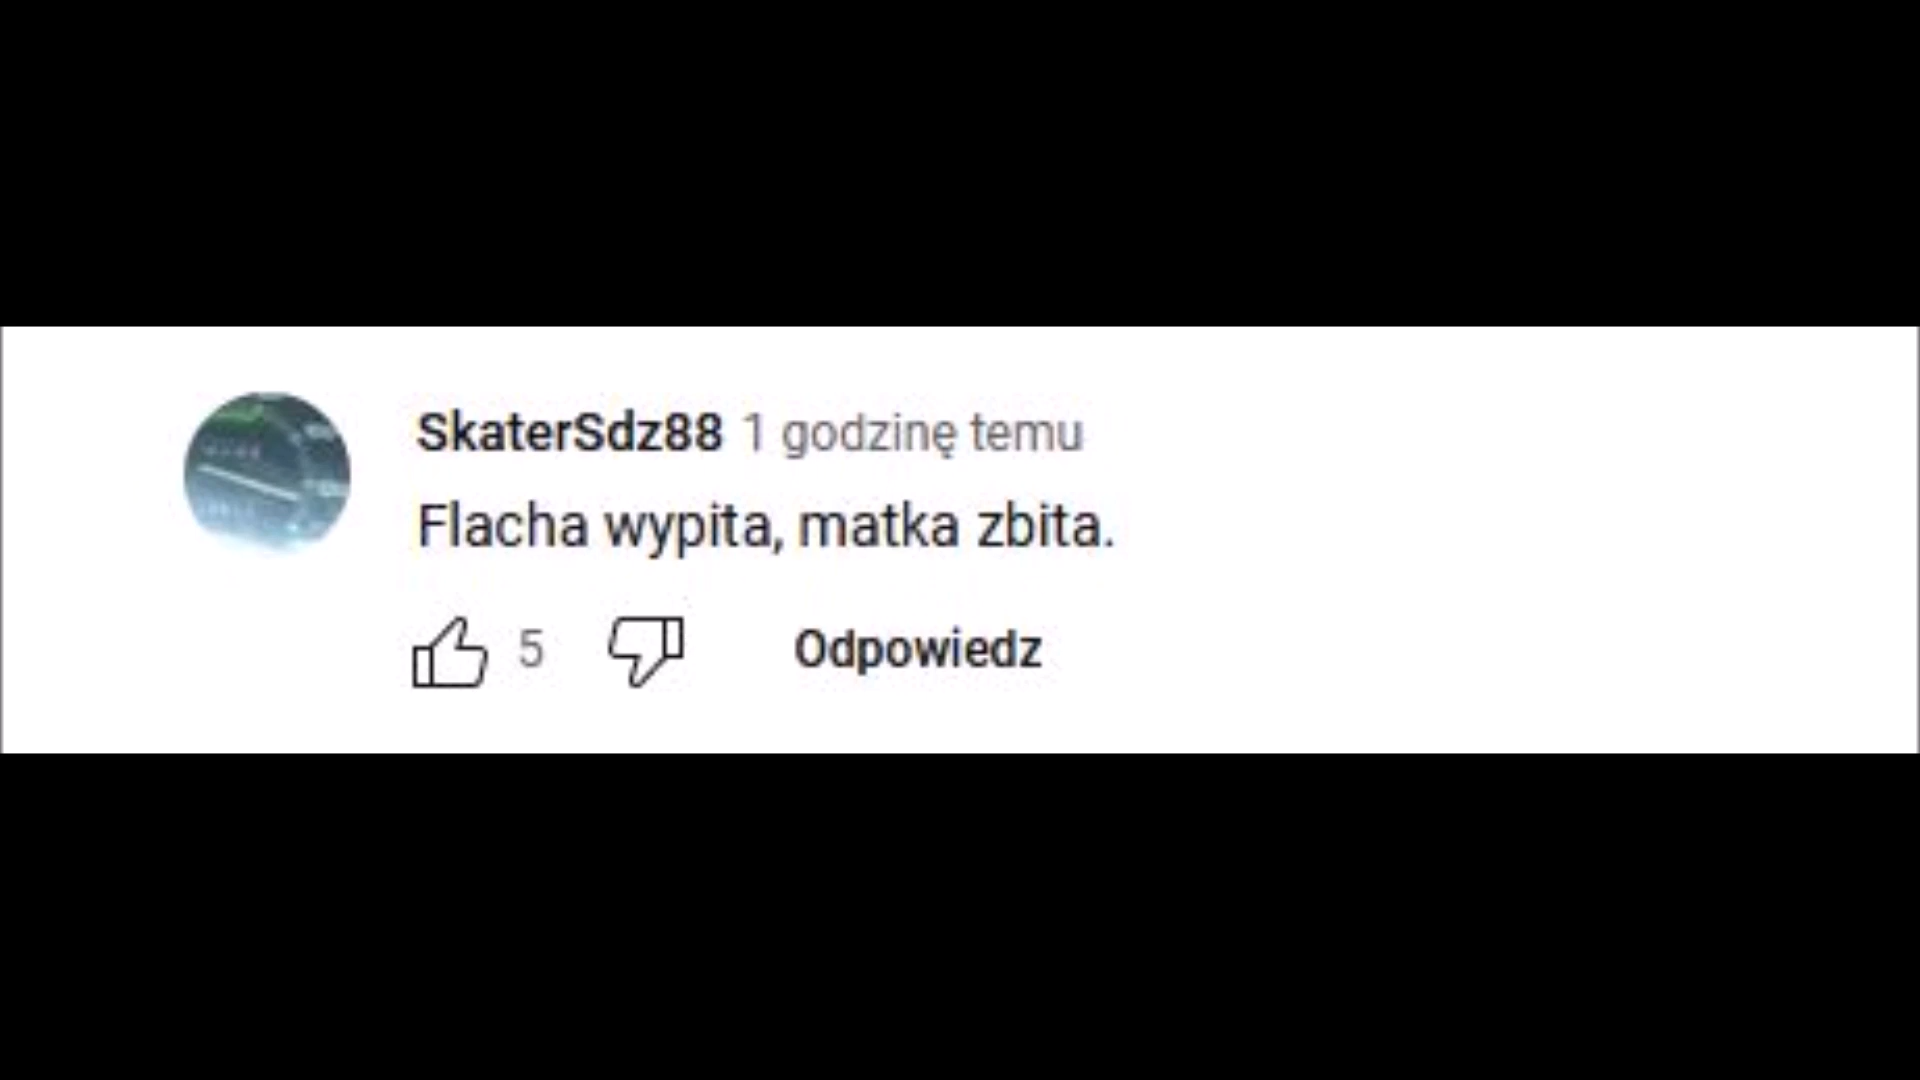 SkaterSdz88 1 godzinę temu
Flacha wypita, matka zbita.
5 Odpowiedz